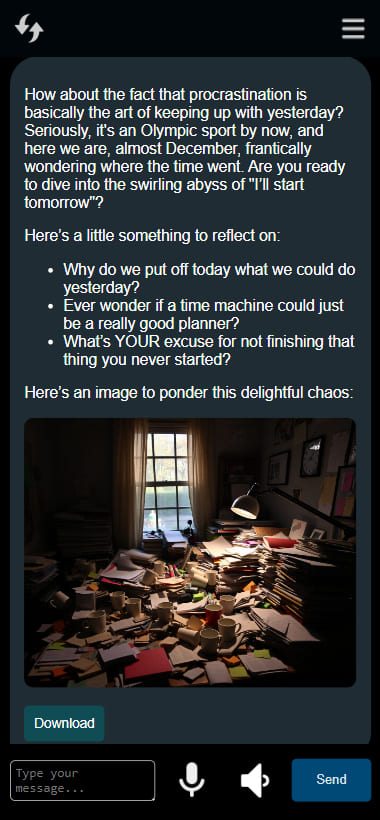 How about the fact that procrastination is
basically the art of keeping up with yesterday?
Seriously, it's an Olympic sport by now, and
here we are, almost December, frantically
wondering where the time went. Are you ready
to dive into the swirling abyss of "I'll start
tomorrow"?
Here's a little something to reflect on:
• Why do we put off today what we could do
yesterday?
• Ever wonder if a time machine could just
be a really good planner?
• What's YOUR excuse for not finishing that
thing you never started?
Here's an image to ponder this delightful chaos:
Download
Type your
message...
Send